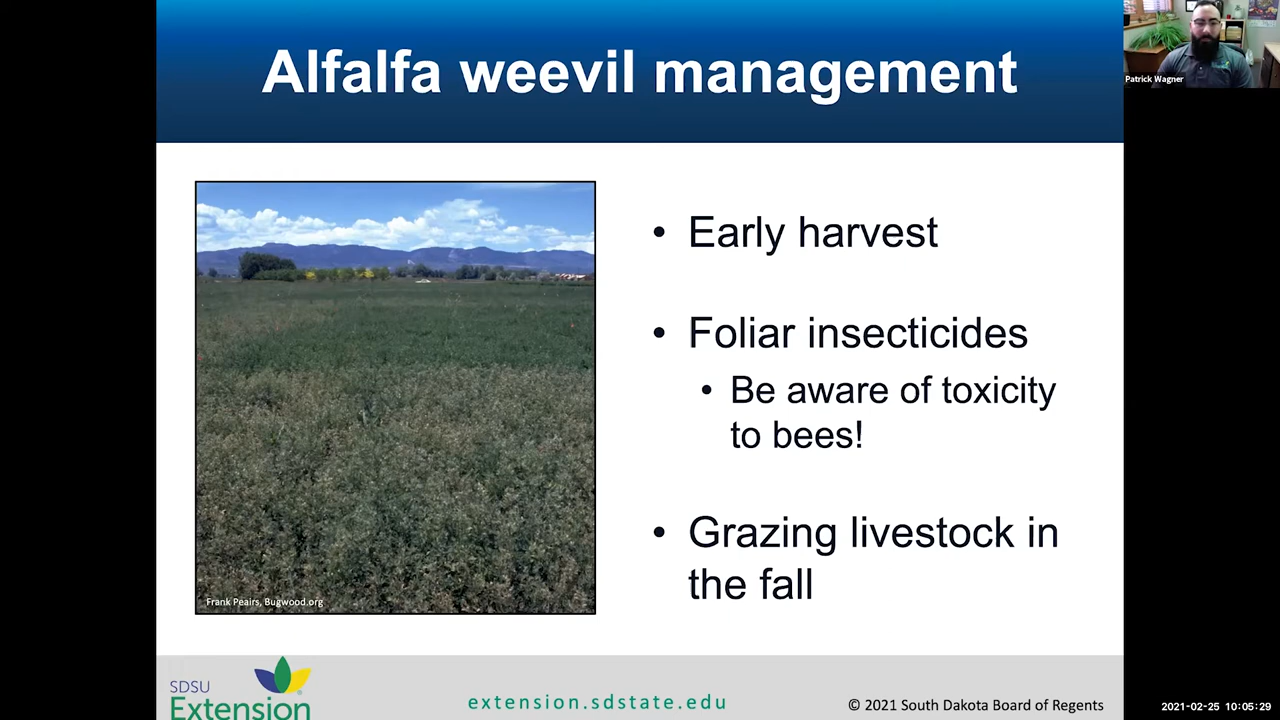 Alfalfa weevil management
Patrick Wagner
• Early harvest
• Foliar insecticides
• Be aware of toxicity
to bees!
• Grazing livestock in
the fall
Frank Peairs, Bugwood.org
SDSU
Extension
extension.sdstate.edu
© 2021 South Dakota Board of Regents
2021-02-25 10:05:29